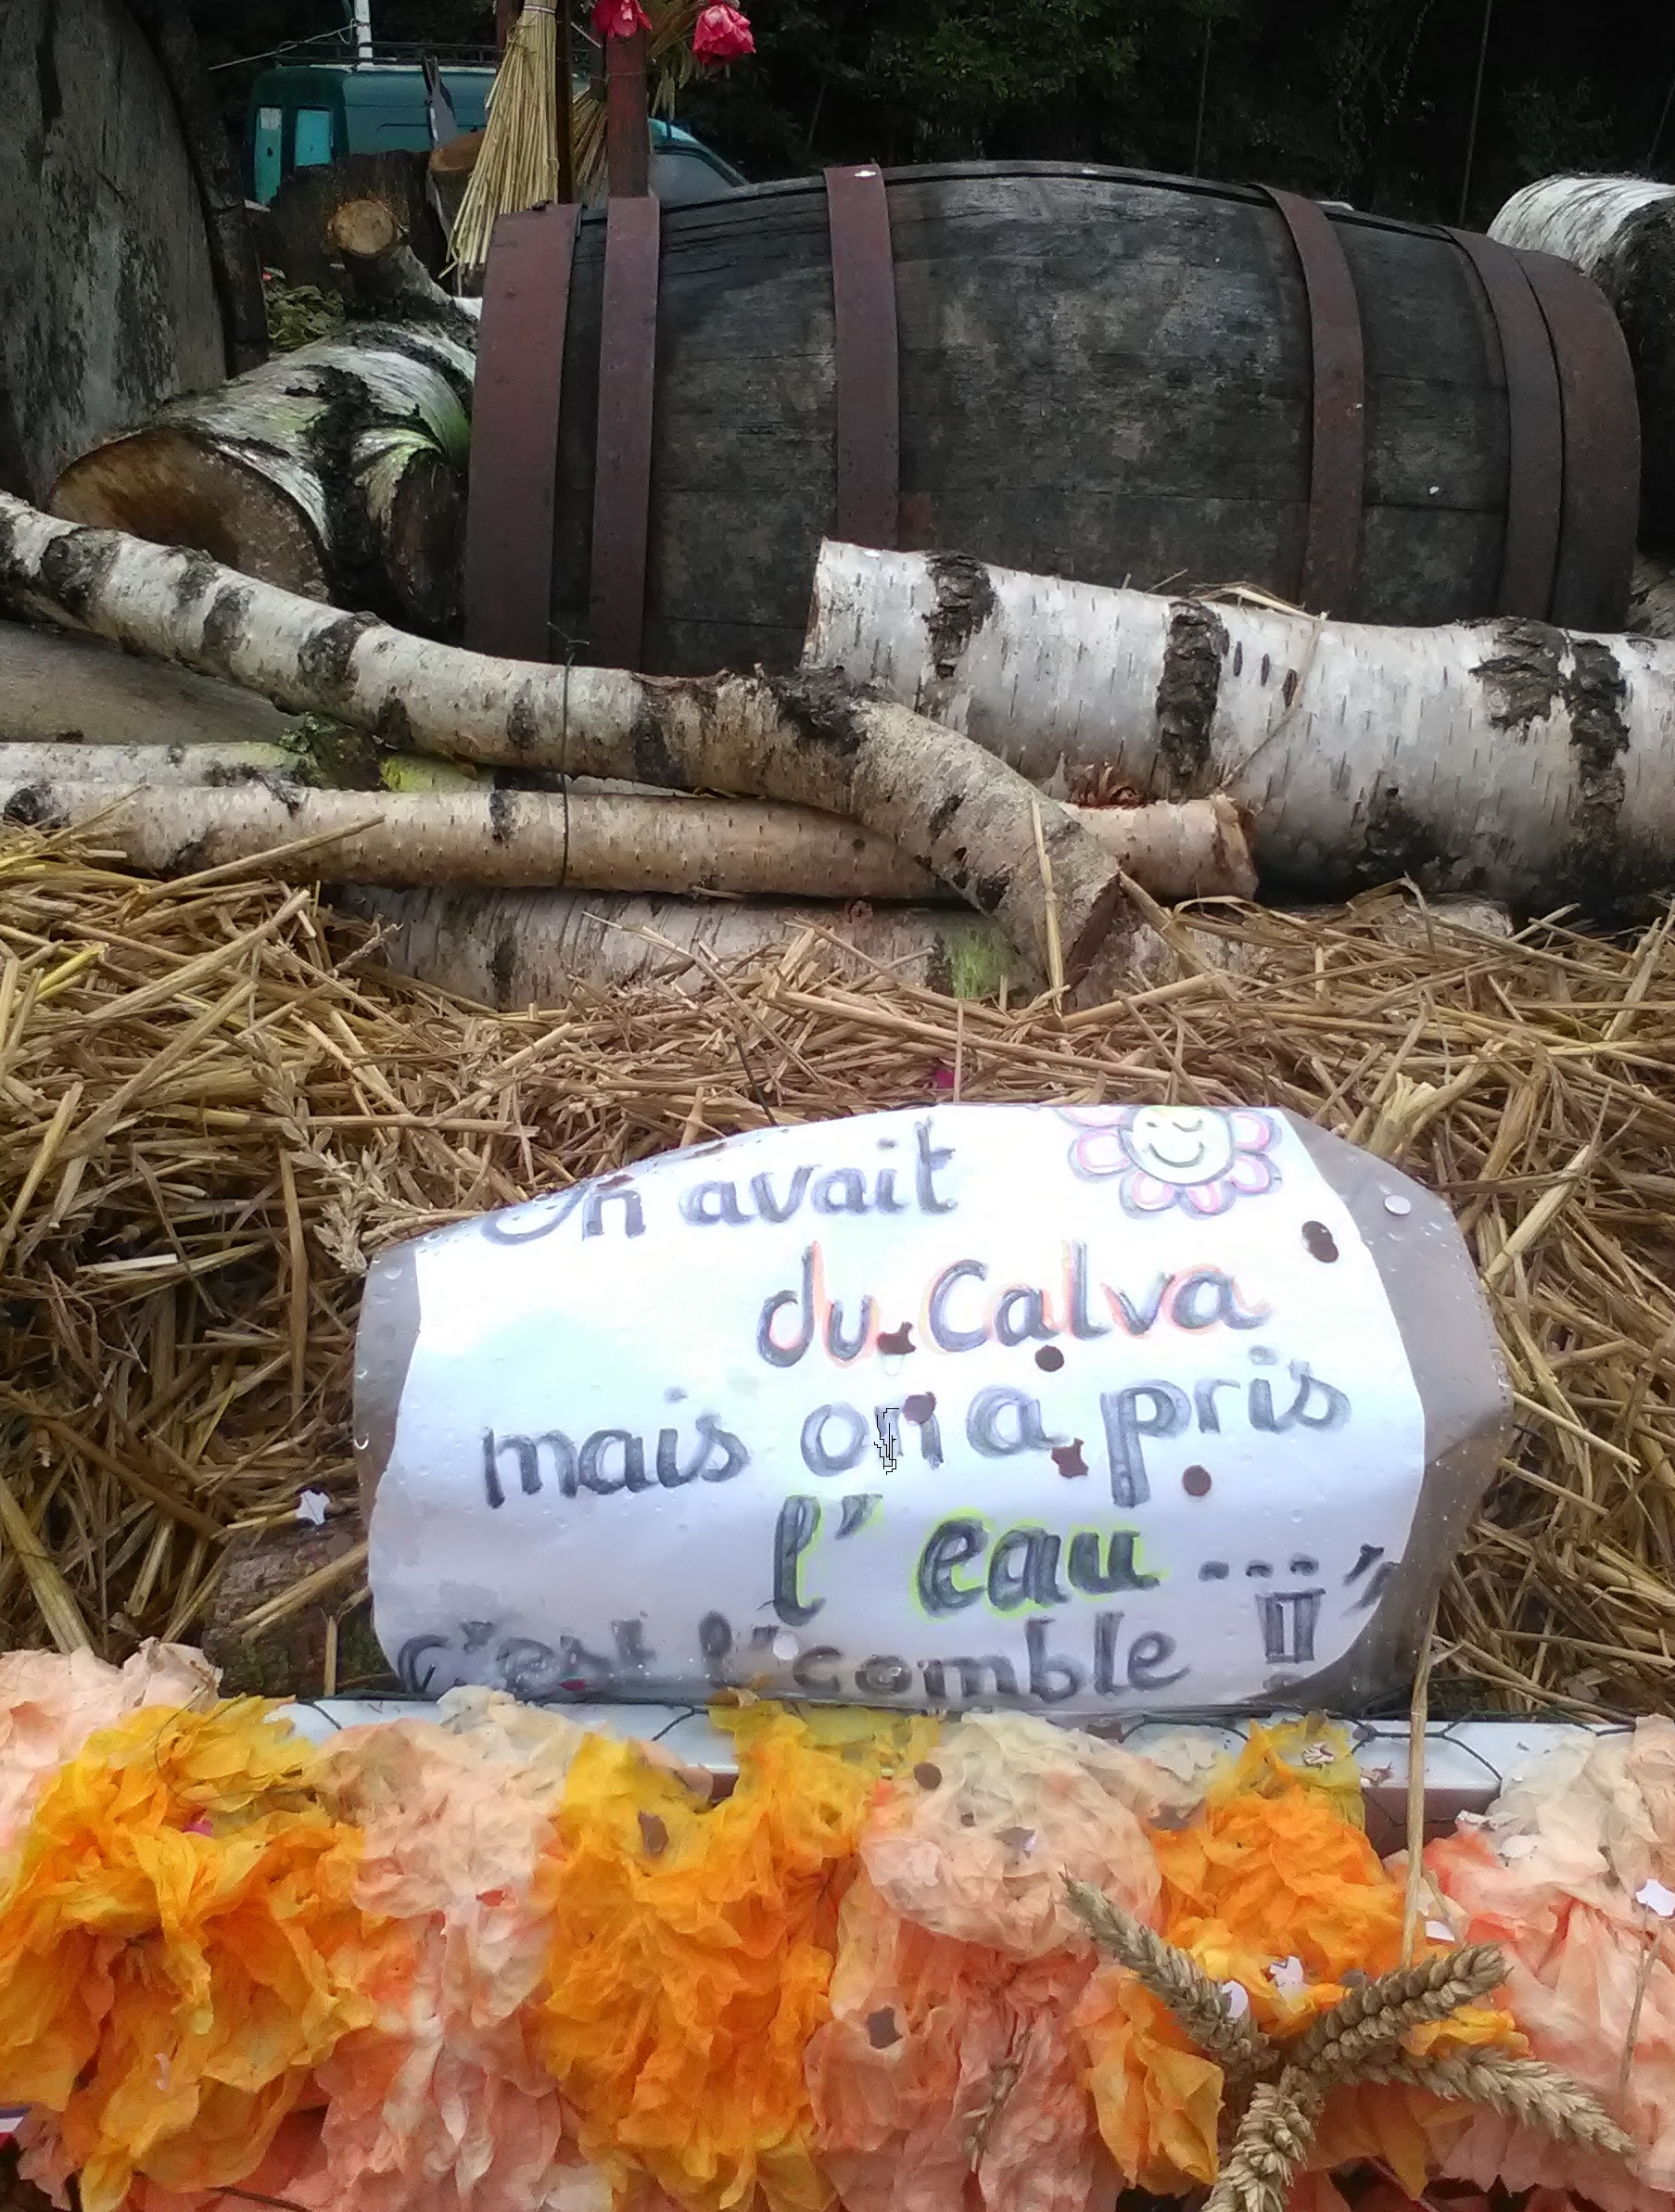 On avait
du Calva
mais on a pris
l'eau ...
c'est l'comble !!